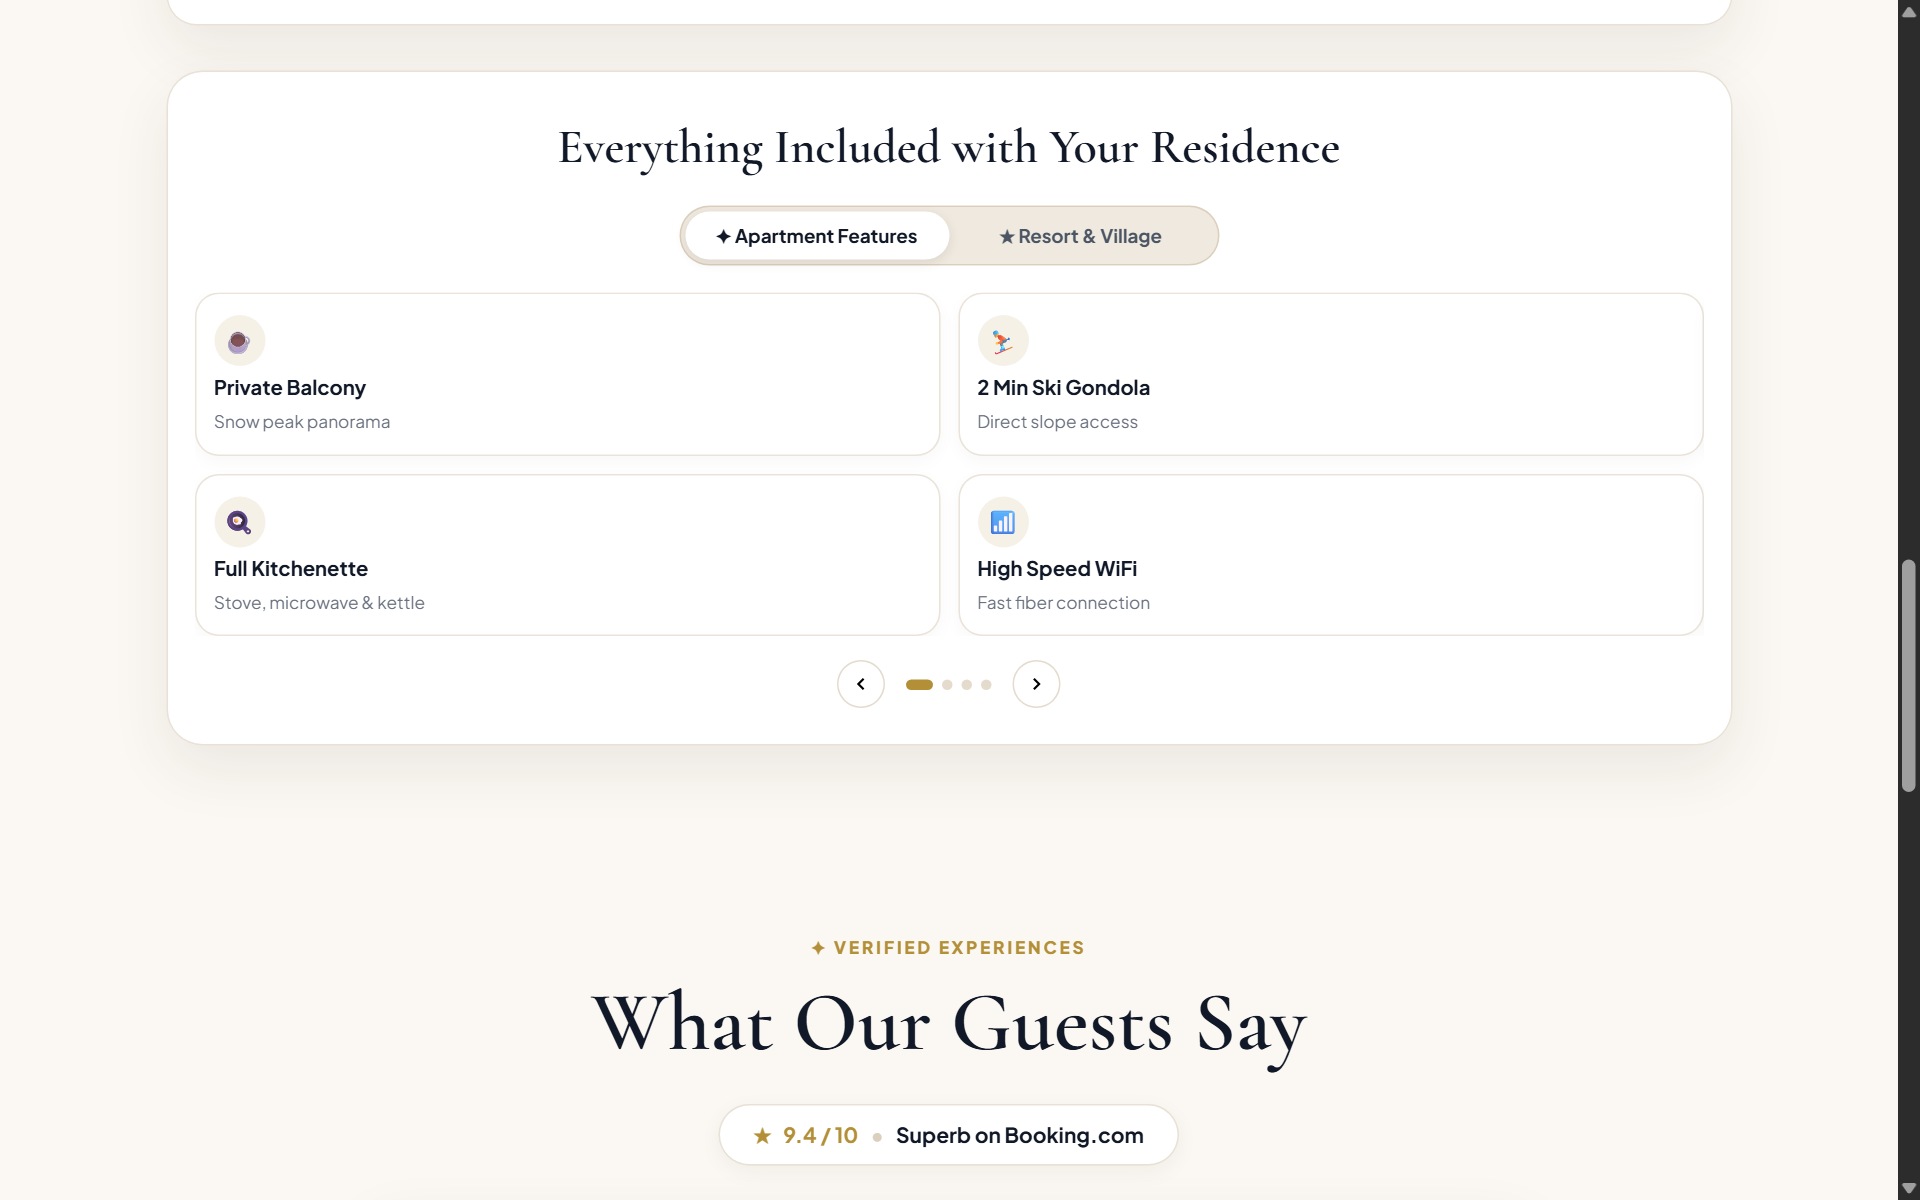 Everything Included with Your Residence
✦ Apartment Features
★ Resort & Village
Private Balcony
Snow peak panorama
2 Min Ski Gondola
Direct slope access
Full Kitchenette
Stove, microwave & kettle
High Speed WiFi
Fast fiber connection
✦ VERIFIED EXPERIENCES
What Our Guests Say
★ 9.4 / 10 • Superb on Booking.com